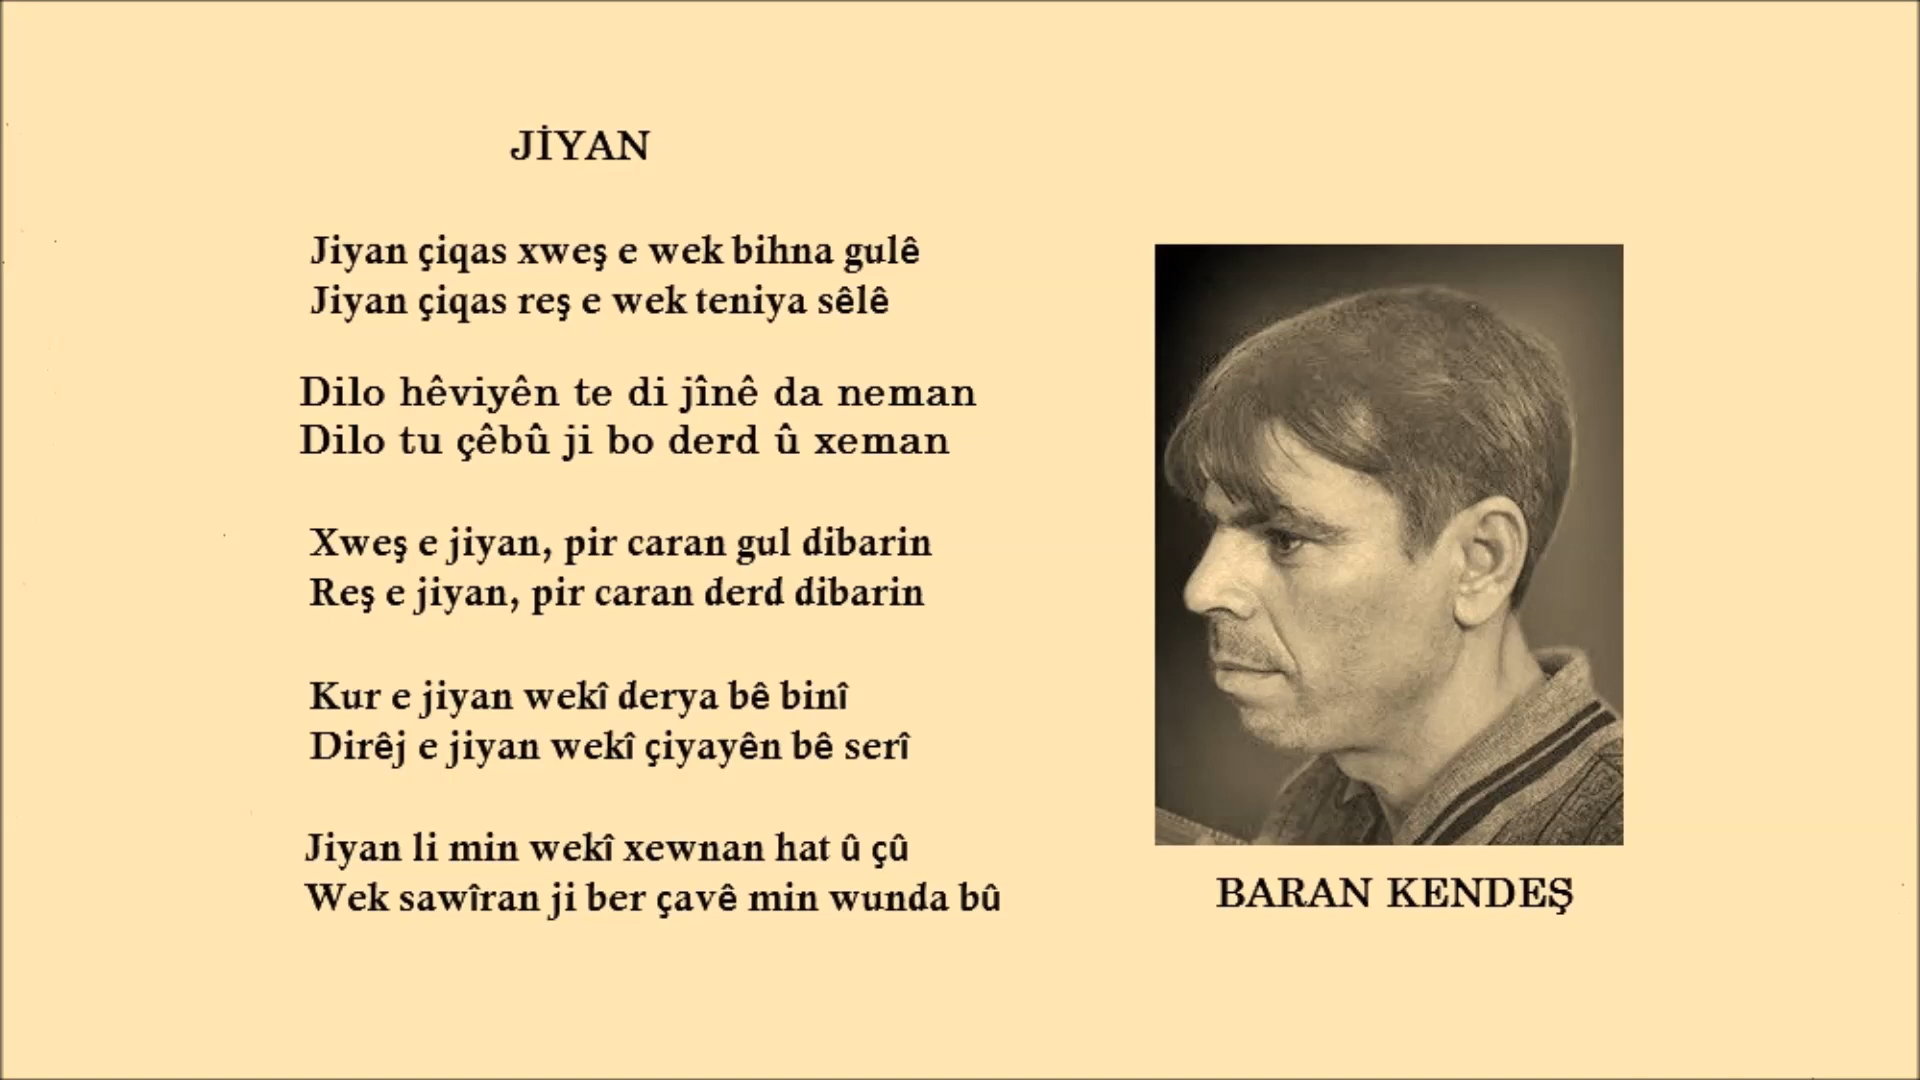 JİYAN
Jiyan çiqas xweş e wek bihna gulê
Jiyan çiqas reş e wek teniya sêlê
Dilo hêviyên te di jînê da neman
Dilo tu çêbû ji bo derd û xeman
Xweş e jiyan, pir caran gul dibarin
Reş e jiyan, pir caran derd dibarin
Kur e jiyan wekî derya bê binî
Dirêj e jiyan wekî çiyayên bê serî
Jiyan li min wekî xewnan hat û çû
Wek sawîran ji ber çavê min wunda bû
BARAN KENDEŞ